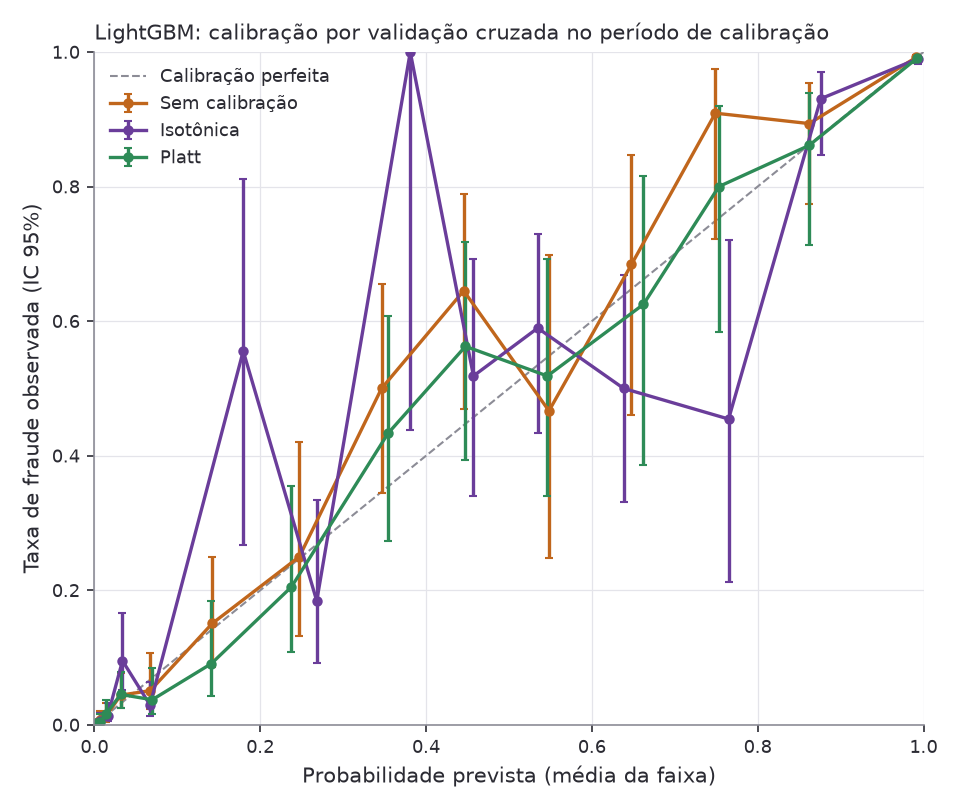 LightGBM: calibração por validação cruzada no período de calibração
Calibração perfeita
Sem calibração
Isotônica
Platt
Taxa de fraude observada (IC 95%)
1.0
0.8
0.6
0.4
0.2
0.0
0.0 0.2 0.4 0.6 0.8 1.0
Probabilidade prevista (média da faixa)